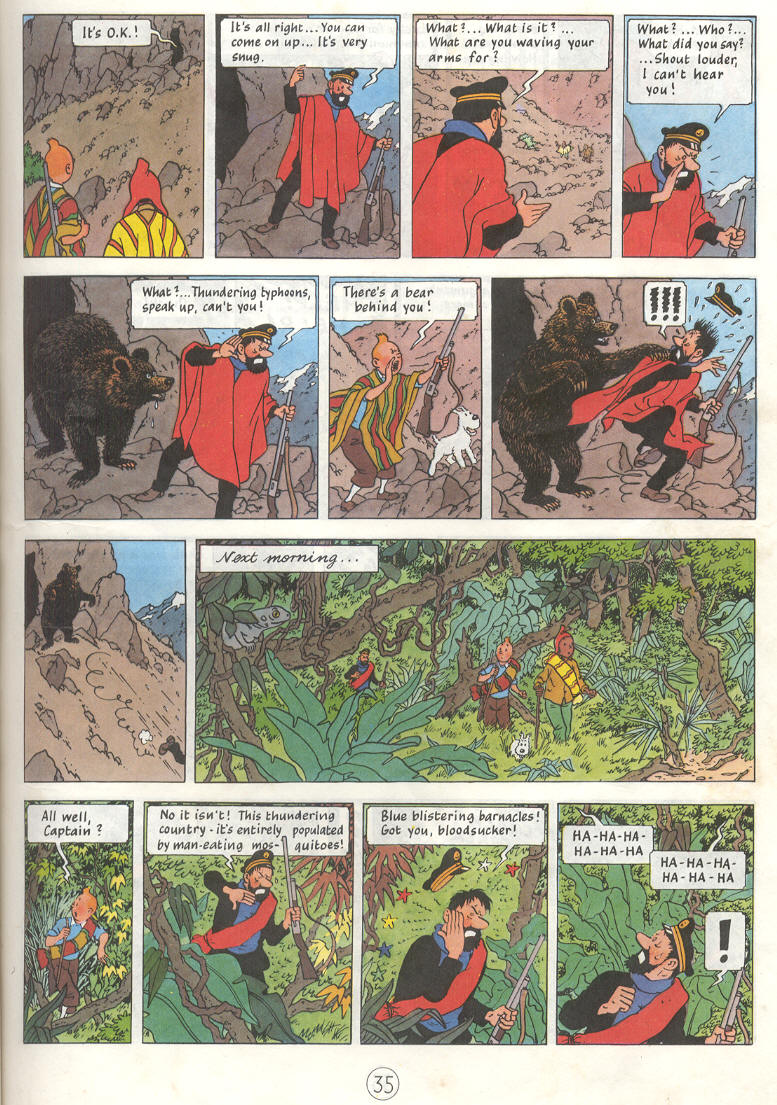 It's O.K.!
It's all right...You can
come on up... It's very
snug.
What?... What is it? ...
What are you waving your
arms for?
What? ... Who?...
What did you say?
...Shout louder,
I can't hear
you!
What?...Thundering typhoons,
speak up, can't you!
There's a bear
behind you!
!!!!
Next morning...
All well,
Captain?
No it isn't! This thundering
country - it's entirely populated
by man-eating mos- quitoes!
Blue blistering barnacles!
Got you, bloodsucker!
HA-HA-HA-
HA-HA-HA
HA-HA-HA-
HA-HA-HA
!
35